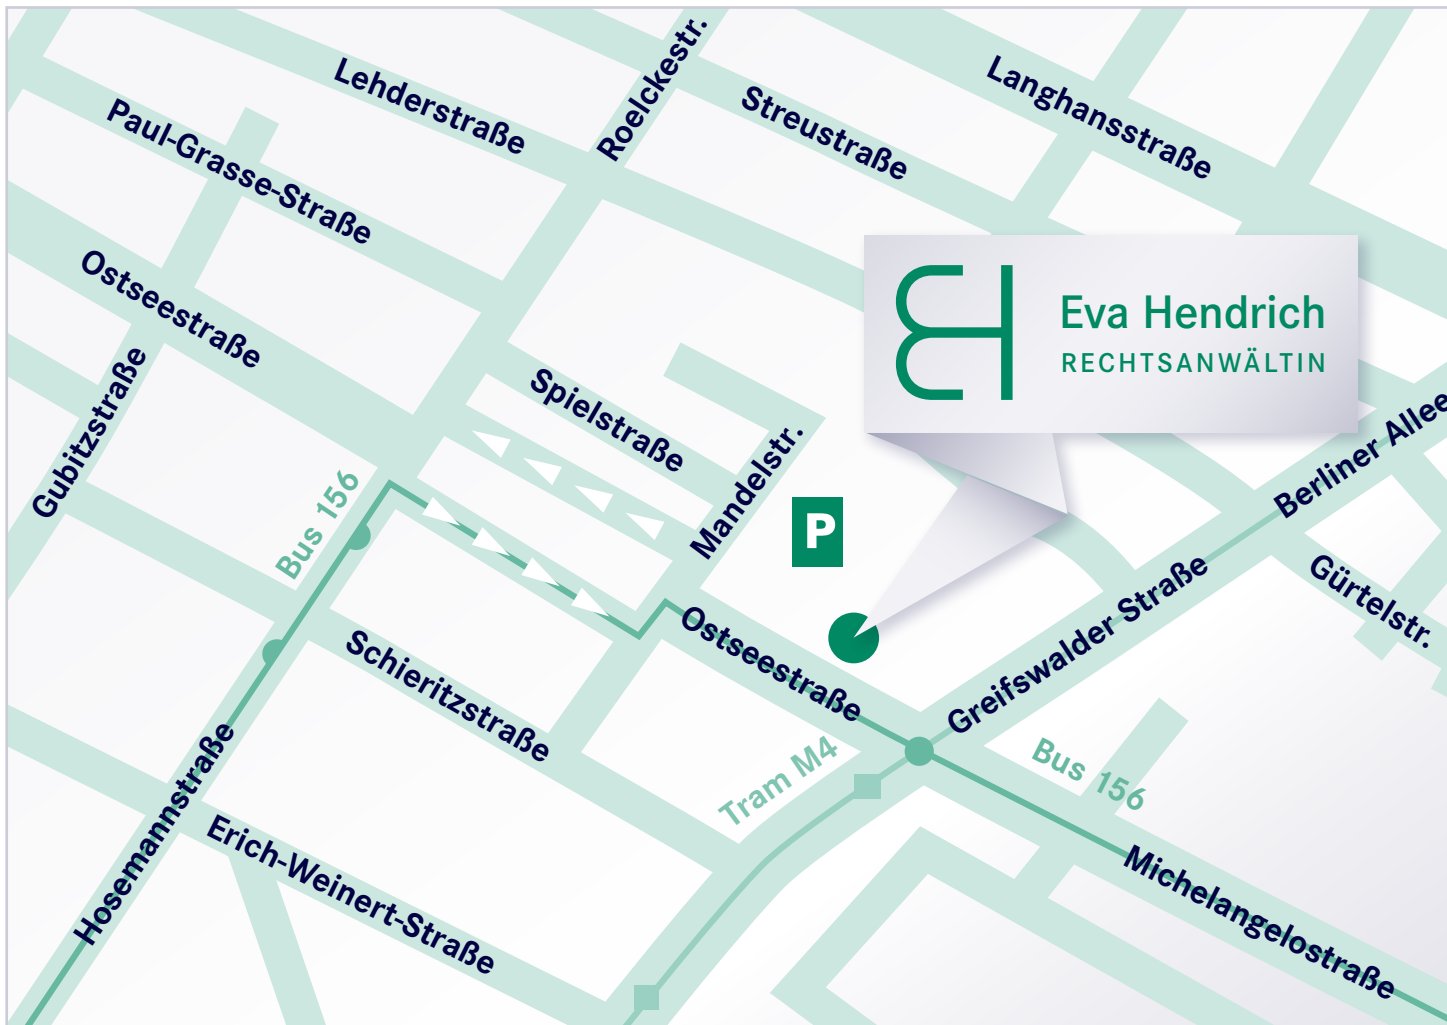 Lehderstraße
Roelckestr.
Streustraße
Langhansstraße
Paul-Grasse-Straße
Ostseestraße
Eva Hendrich
RECHTSANWÄLTIN
Gubitzstraße
Spielstraße
Mandelstr.
Berliner Allee
Bus 156
P
Gürtelstr.
Ostseestraße
Greifswalder Straße
Schieritzstraße
Tram M4
Bus 156
Hosemannstraße
Erich-Weinert-Straße
Michelangelostraße